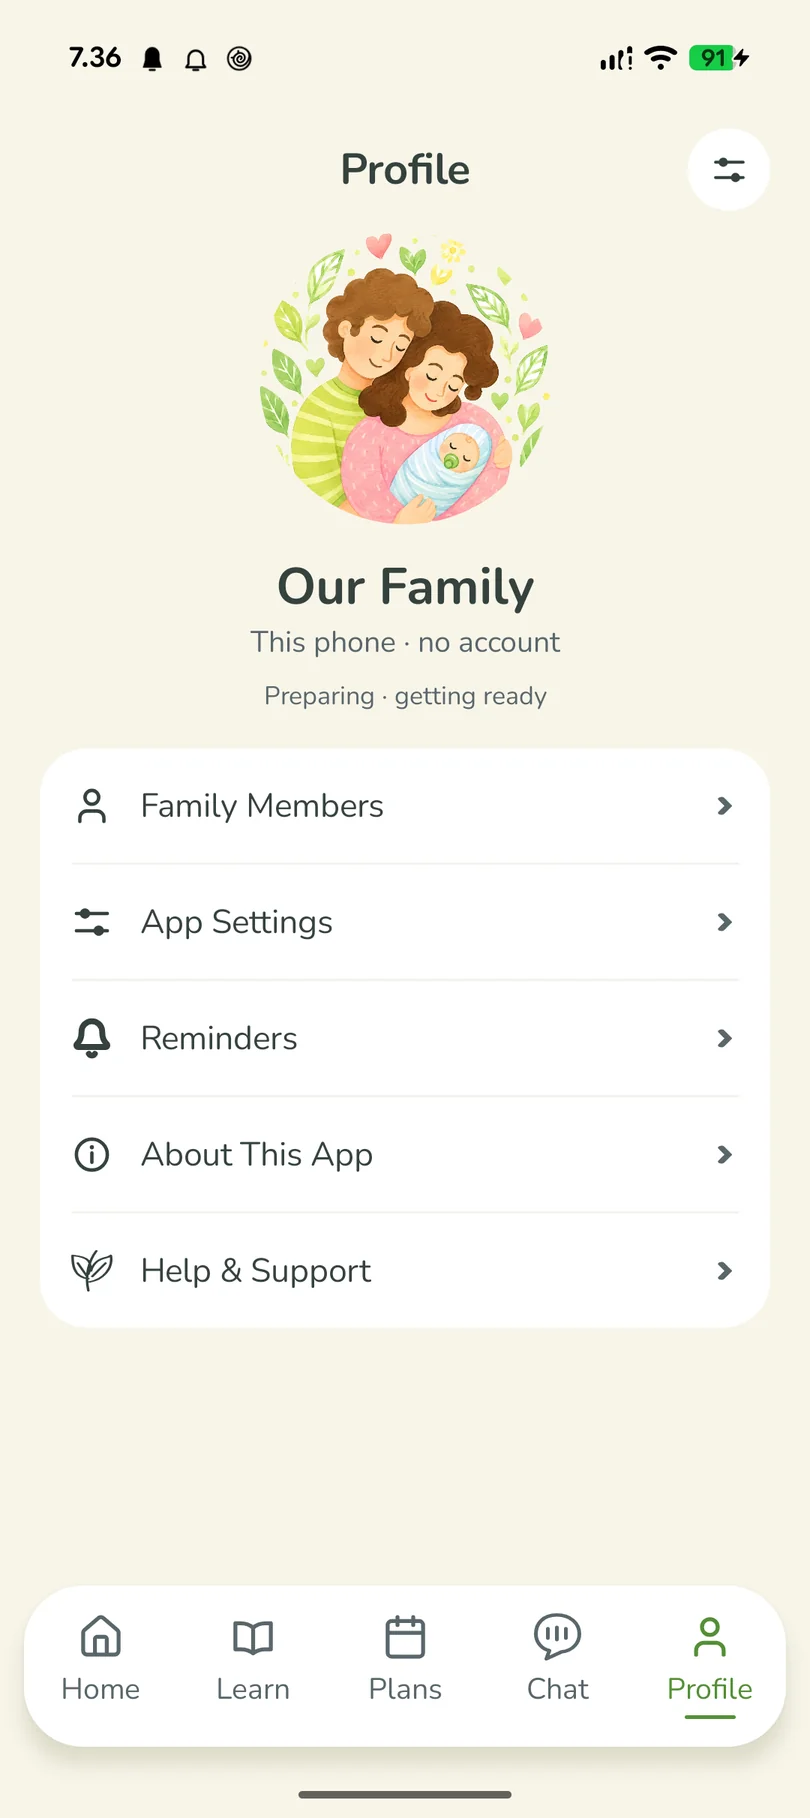 7.36
91
Profile
Our Family
This phone · no account
Preparing · getting ready
Family Members
App Settings
Reminders
About This App
Help & Support
Home
Learn
Plans
Chat
Profile